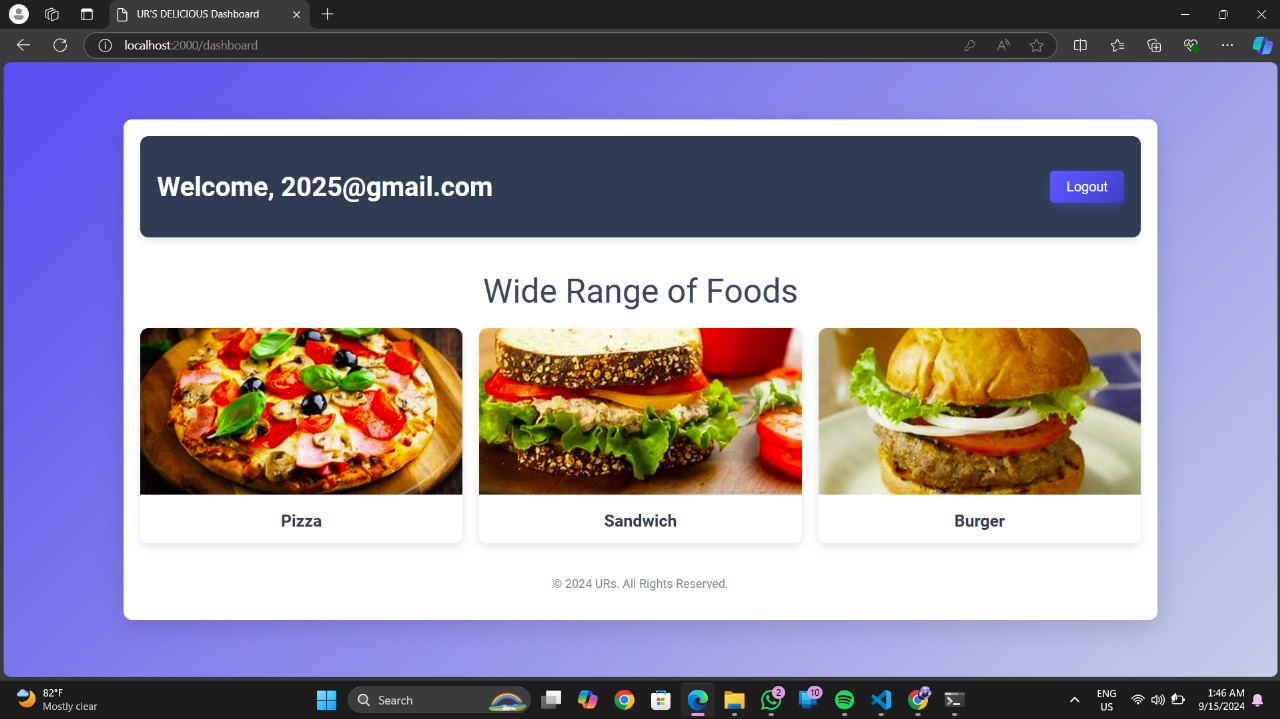 UR'S DELICIOUS Dashboard
localhost:2000/dashboard
Welcome, 2025@gmail.com
Logout
Wide Range of Foods
Pizza
Sandwich
Burger
© 2024 URs. All Rights Reserved.
82°F
Mostly clear
Search
2
10
ENG
US
1:46 AM
9/15/2024